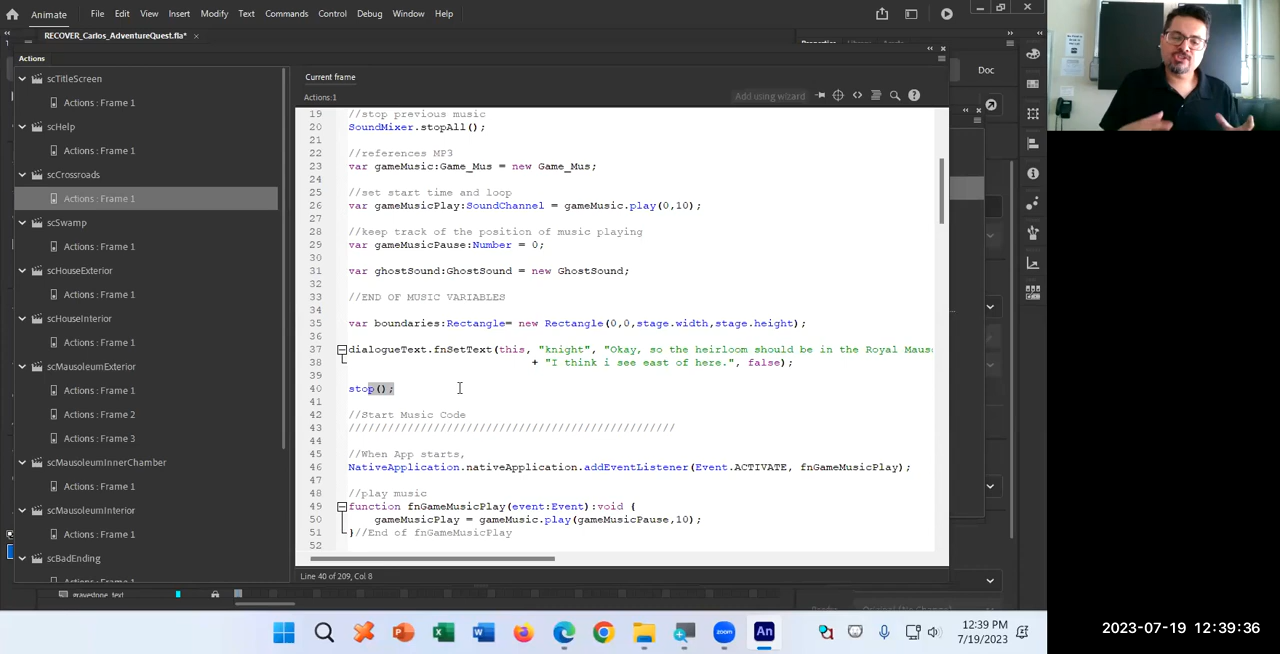 Animate File Edit View Insert Modify Text Commands Control Debug Window Help
RECOVER_Carlos_AdventureQuest.fla* ×
Actions
scTitleScreen
Actions : Frame 1
scHelp
Actions : Frame 1
scCrossroads
Actions : Frame 1
scSwamp
Actions : Frame 1
scHouseExterior
Actions : Frame 1
scHouseInterior
Actions : Frame 1
scMausoleumExterior
Actions : Frame 1
Actions : Frame 2
Actions : Frame 3
scMausoleumInnerChamber
Actions : Frame 1
scMausoleumInterior
Actions : Frame 1
scBadEnding
Actions : Frame 1
Current frame
Actions:1
Add using wizard
Doc
19 //stop previous music
20 SoundMixer.stopAll();
21
22 //references MP3
23 var gameMusic:Game_Mus = new Game_Mus;
24
25 //set start time and loop
26 var gameMusicPlay:SoundChannel = gameMusic.play(0,10);
27
28 //keep track of the position of music playing
29 var gameMusicPause:Number = 0;
30
31 var ghostSound:GhostSound = new GhostSound;
32
33 //END OF MUSIC VARIABLES
34
35 var boundaries:Rectangle= new Rectangle(0,0,stage.width,stage.height);
36
37 dialogueText.fnSetText(this, "knight", "Okay, so the heirloom should be in the Royal Maus
38 + "I think i see east of here.", false);
39
40 stop();
41
42 //Start Music Code
43 ///////////////////////////////////////////////////
44
45 //When App starts,
46 NativeApplication.nativeApplication.addEventListener(Event.ACTIVATE, fnGameMusicPlay);
47
48 //play music
49 function fnGameMusicPlay(event:Event):void {
50 gameMusicPlay = gameMusic.play(gameMusicPause,10);
51 }//End of fnGameMusicPlay
52
Line 40 of 209, Col 8
gravedone_text
12:39 PM
7/19/2023
2023-07-19 12:39:36